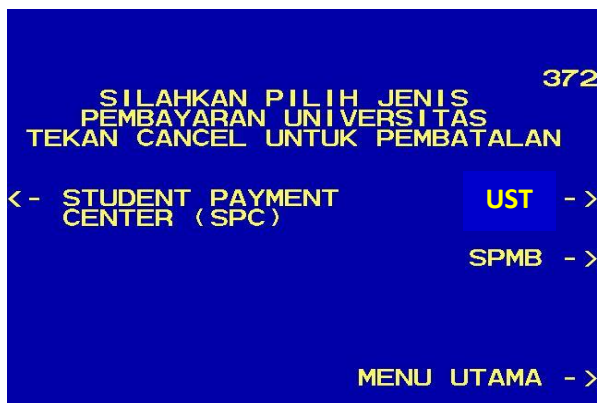 372
SILAHKAN PILIH JENIS
PEMBAYARAN UNIVERSITAS
TEKAN CANCEL UNTUK PEMBATALAN
<- STUDENT PAYMENT
CENTER (SPC)
UST ->
SPMB ->
MENU UTAMA ->